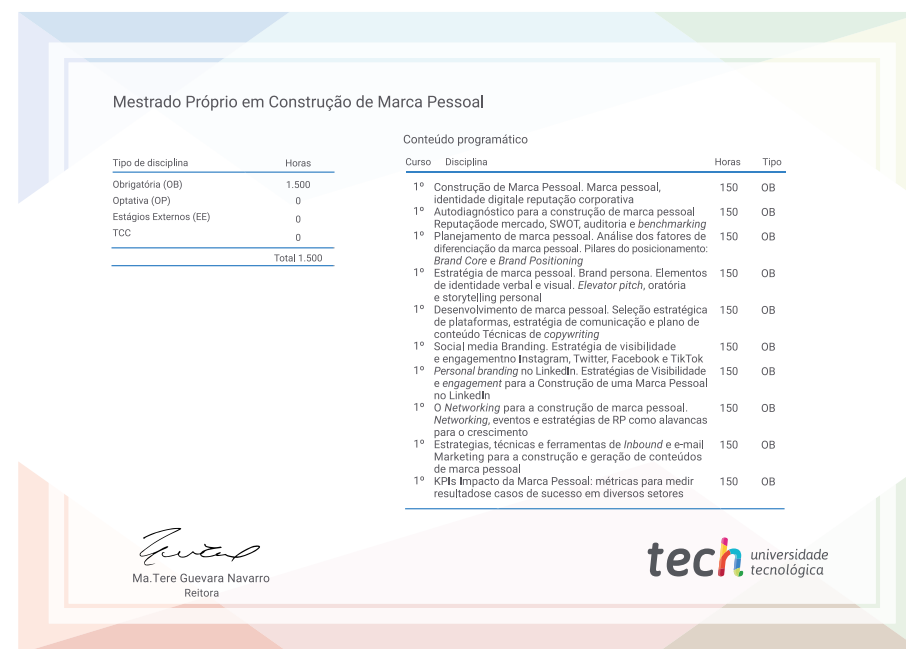 Mestrado Próprio em Construção de Marca Pessoal
Tipo de disciplina Horas
Obrigatória (OB) 1.500
Optativa (OP) 0
Estágios Externos (EE) 0
TCC 0
Total 1.500
Conteúdo programático
Curso Disciplina Horas Tipo
1º Construção de Marca Pessoal. Marca pessoal, 150 OB
identidade digitale reputação corporativa
1º Autodiagnóstico para a construção de marca pessoal 150 OB
Reputaçãode mercado, SWOT, auditoria e benchmarking
1º Planejamento de marca pessoal. Análise dos fatores de 150 OB
diferenciação da marca pessoal. Pilares do posicionamento:
Brand Core e Brand Positioning
1º Estratégia de marca pessoal. Brand persona. Elementos 150 OB
de identidade verbal e visual. Elevator pitch, oratória
e storytelling personal
1º Desenvolvimento de marca pessoal. Seleção estratégica 150 OB
de plataformas, estratégia de comunicação e plano de
conteúdo Técnicas de copywriting
1º Social media Branding. Estratégia de visibilidade 150 OB
e engagementno Instagram, Twitter, Facebook e TikTok
1º Personal branding no LinkedIn. Estratégias de Visibilidade 150 OB
e engagement para a Construção de uma Marca Pessoal
no LinkedIn
1º O Networking para a construção de marca pessoal. 150 OB
Networking, eventos e estratégias de RP como alavancas
para o crescimento
1º Estrategias, técnicas e ferramentas de Inbound e e-mail 150 OB
Marketing para a construção e geração de conteúdos
de marca pessoal
1º KPIs Impacto da Marca Pessoal: métricas para medir 150 OB
resultadose casos de sucesso em diversos setores
Ma.Tere Guevara Navarro
Reitora
tech universidade
tecnológica